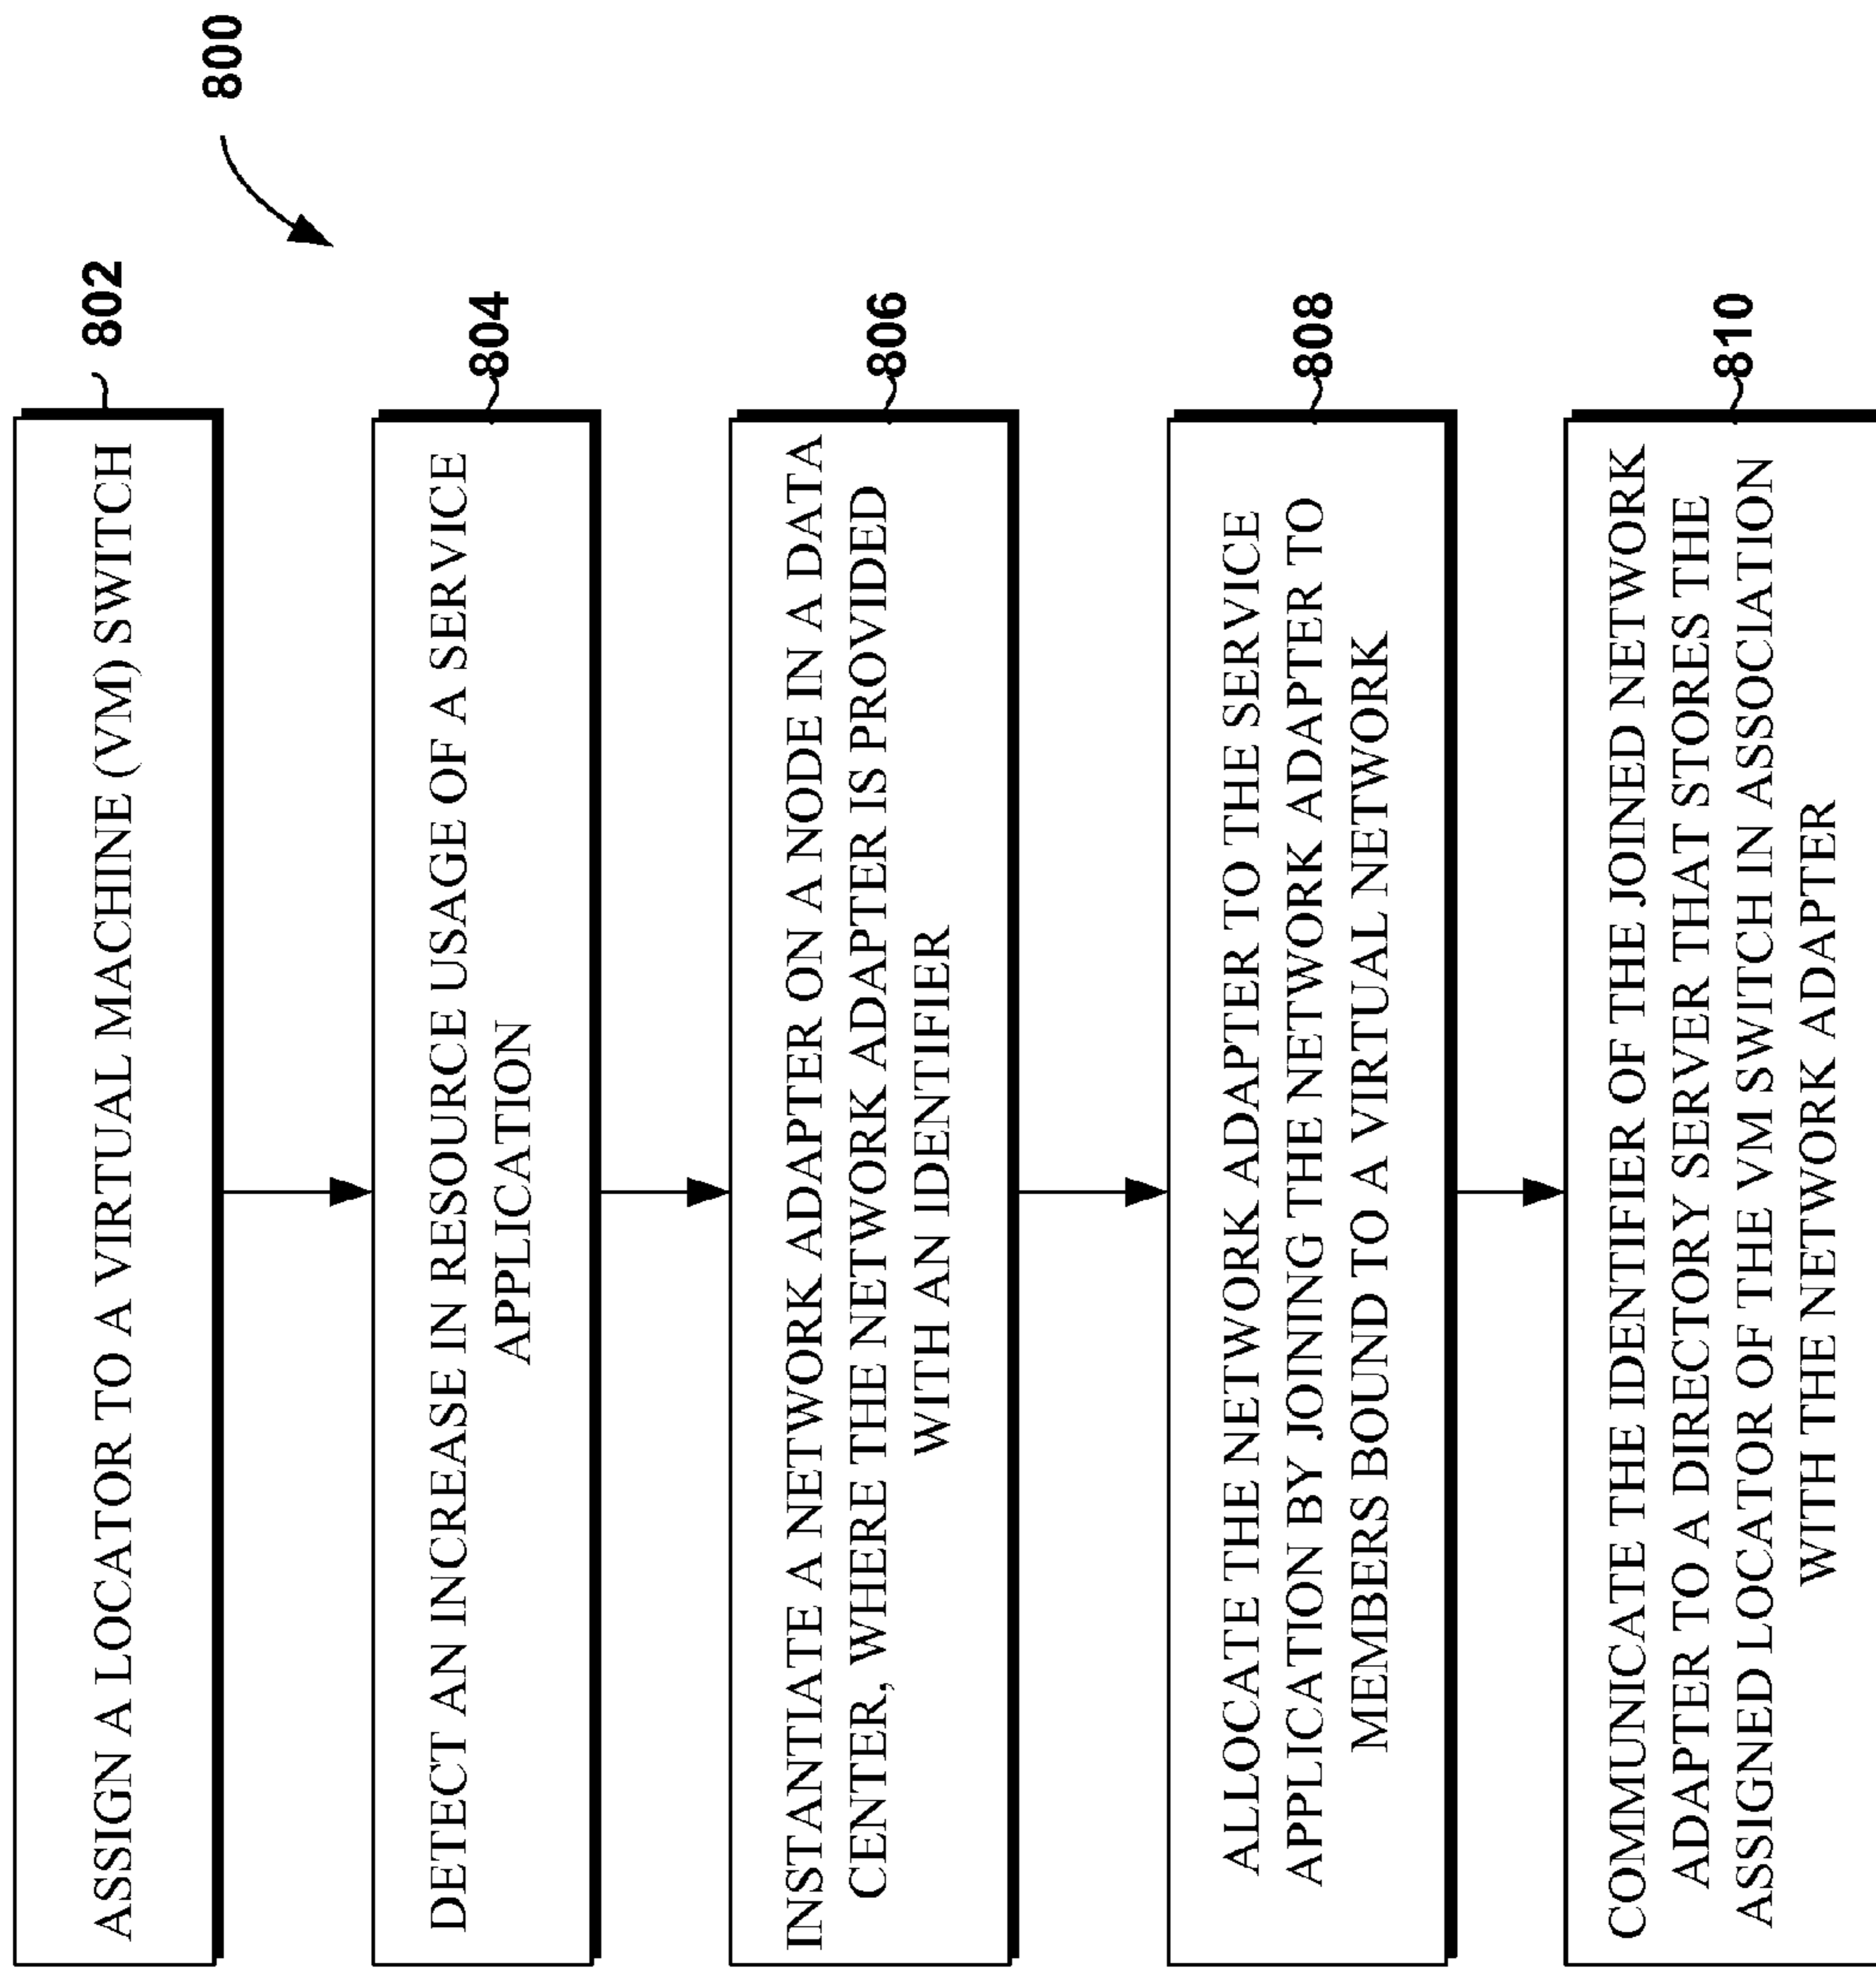 800
802
ASSIGN A LOCATOR TO A VIRTUAL MACHINE (VM) SWITCH
804
DETECT AN INCREASE IN RESOURCE USAGE OF A SERVICE
APPLICATION
806
INSTANTIATE A NETWORK ADAPTER ON A NODE IN A DATA
CENTER, WHERE THE NETWORK ADAPTER IS PROVIDED
WITH AN IDENTIFIER
808
ALLOCATE THE NETWORK ADAPTER TO THE SERVICE
APPLICATION BY JOINING THE NETWORK ADAPTER TO
MEMBERS BOUND TO A VIRTUAL NETWORK
810
COMMUNICATE THE IDENTIFIER OF THE JOINED NETWORK
ADAPTER TO A DIRECTORY SERVER THAT STORES THE
ASSIGNED LOCATOR OF THE VM SWITCH IN ASSOCIATION
WITH THE NETWORK ADAPTER